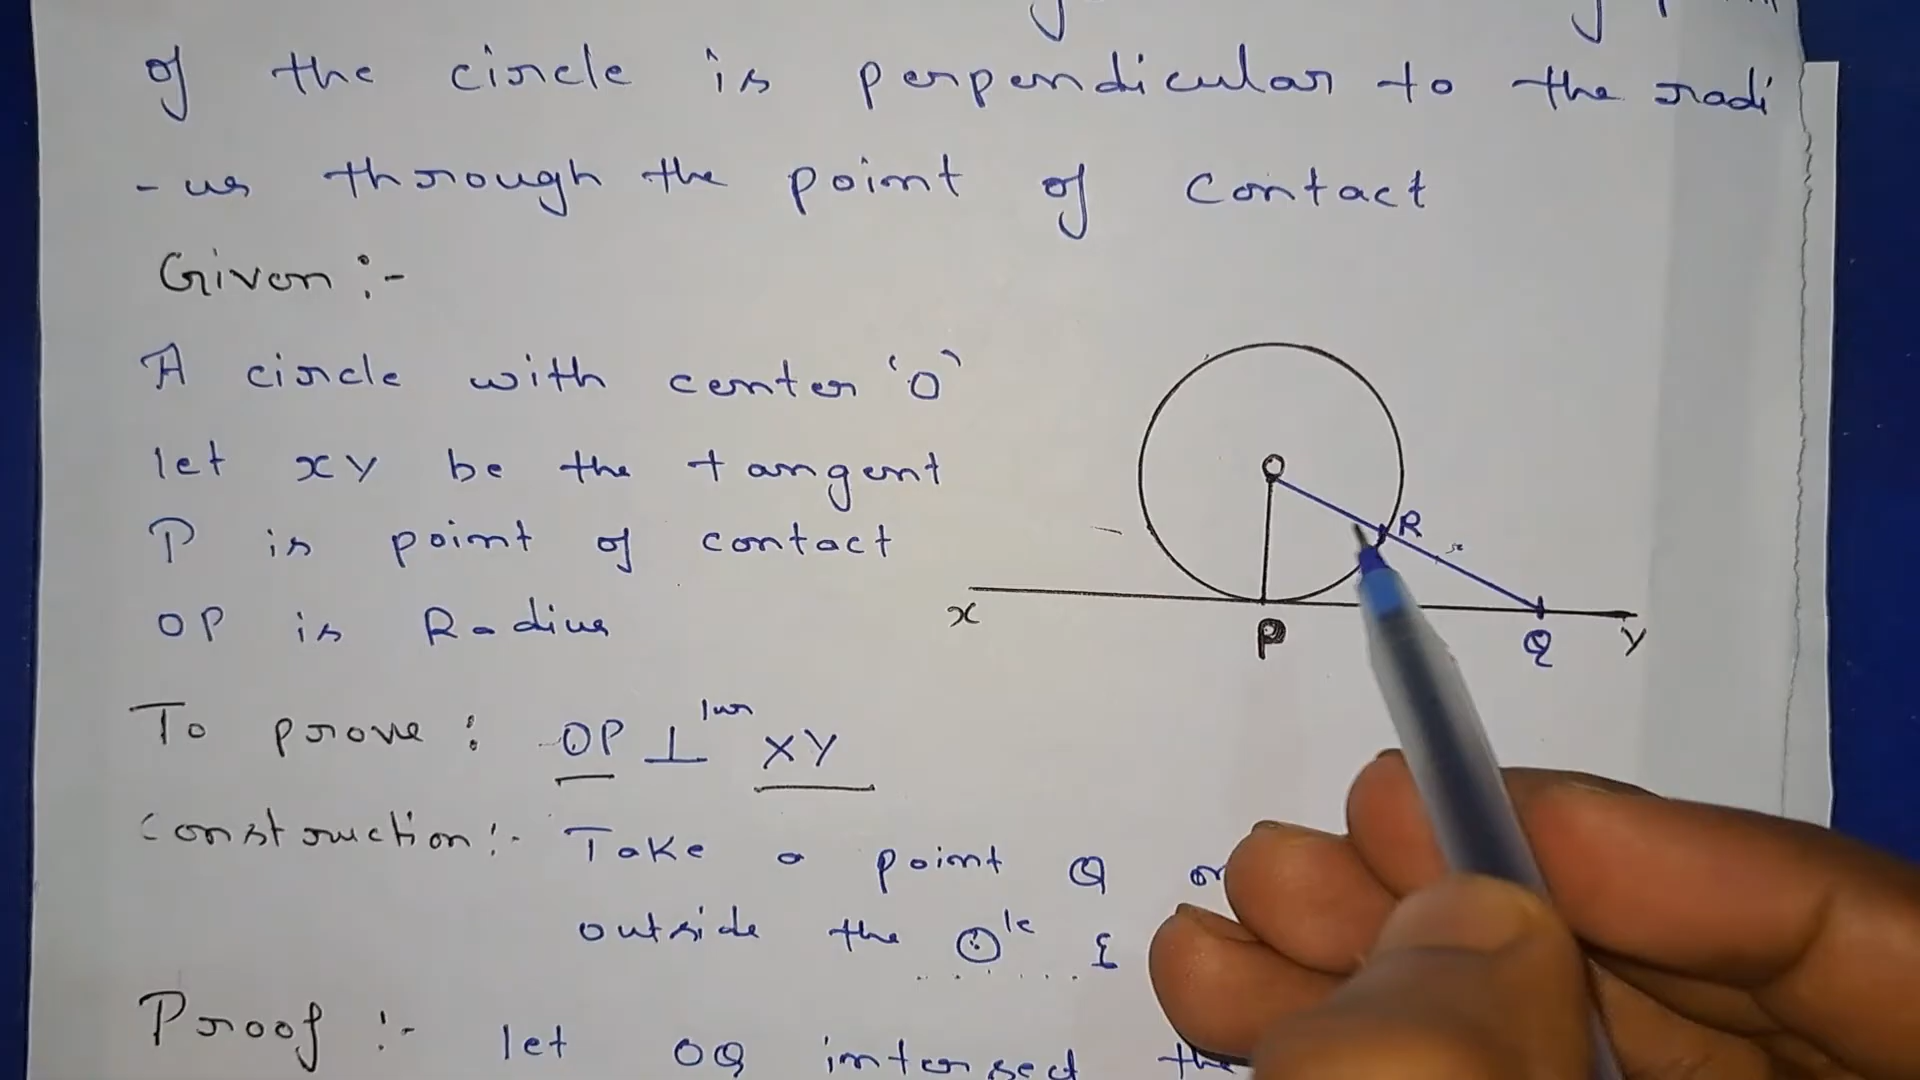 of the circle is perpendicular to the radi
- us through the point of contact
Given :-
A circle with center 'O'
let XY be the tangent
P is point of contact
OP is Radius
To prove : OP ⊥lar XY
construction :- Take a point Q
outside the ⊙le &
Proof :- let OQ intersect the
O
R
X
P
Q
Y